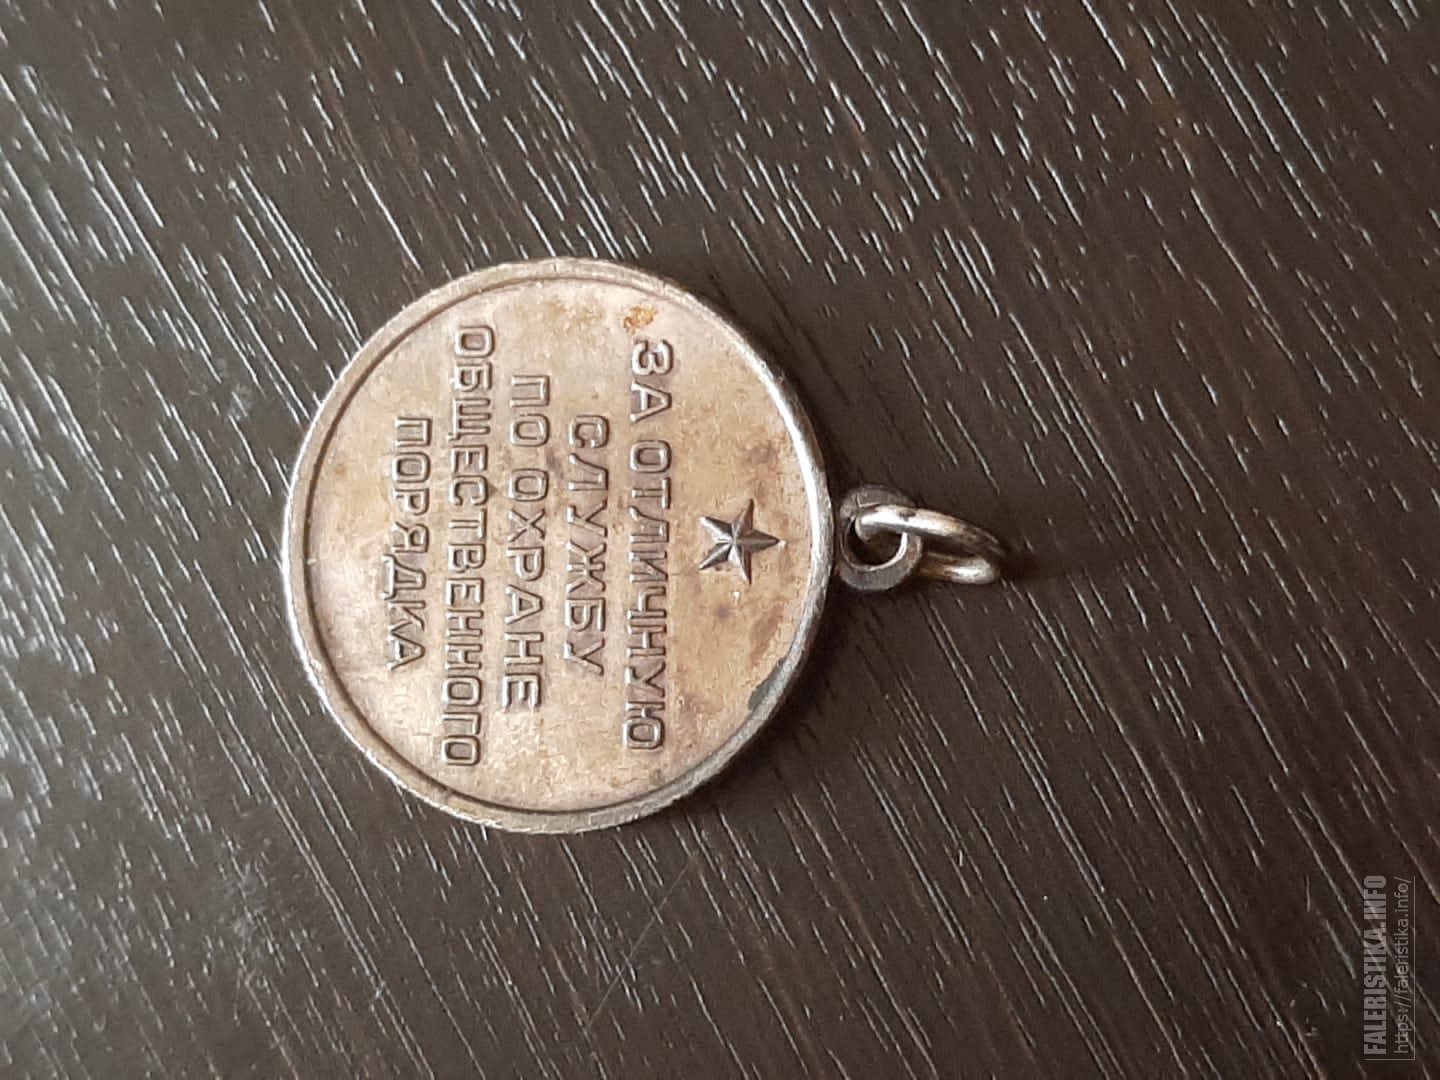 ЗА ОТЛИЧНУЮ
СЛУЖБУ
ПО ОХРАНЕ
ОБЩЕСТВЕННОГО
ПОРЯДКА
FALERISTIKA.INFO
https://faleristika.info/